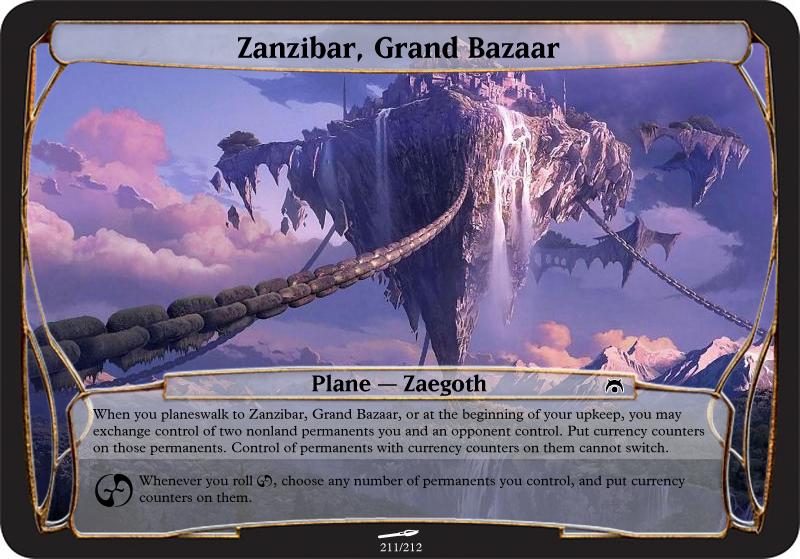 Zanzibar, Grand Bazaar
Plane — Zaegoth
When you planeswalk to Zanzibar, Grand Bazaar, or at the beginning of your upkeep, you may
exchange control of two nonland permanents you and an opponent control. Put currency counters
on those permanents. Control of permanents with currency counters on them cannot switch.
Whenever you roll , choose any number of permanents you control, and put currency
counters on them.
211/212